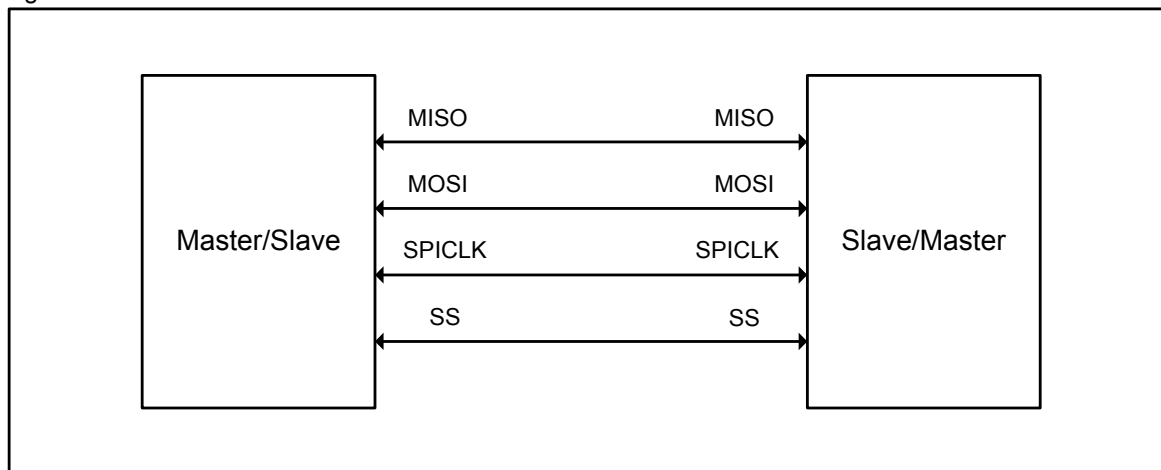 MISO MISO
MOSI MOSI
Master/Slave Slave/Master
SPICLK SPICLK
SS SS